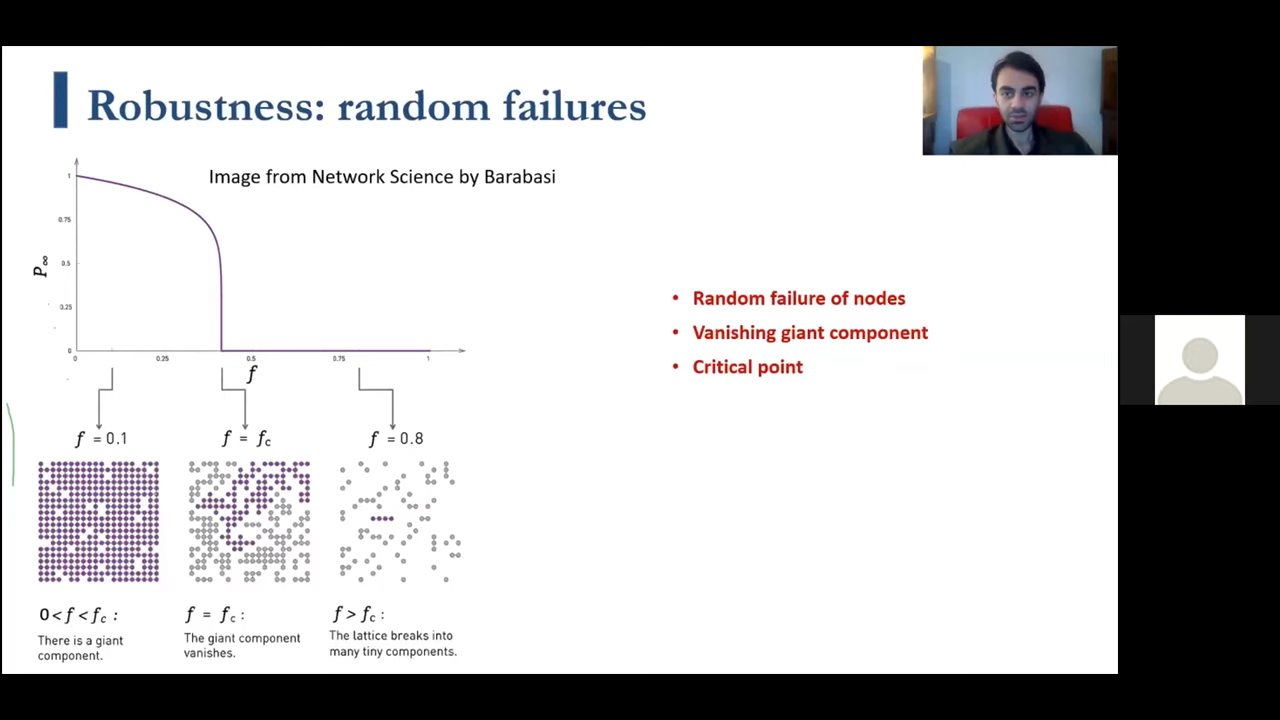 Robustness: random failures
Image from Network Science by Barabasi
1
0.75
P∞
0.5
0.25
0
0 0.25 0.5 0.75 1
f
f = 0.1 f = fc f = 0.8
0 < f < fc :
There is a giant
component.
f = fc :
The giant component
vanishes.
f > fc :
The lattice breaks into
many tiny components.
• Random failure of nodes
• Vanishing giant component
• Critical point